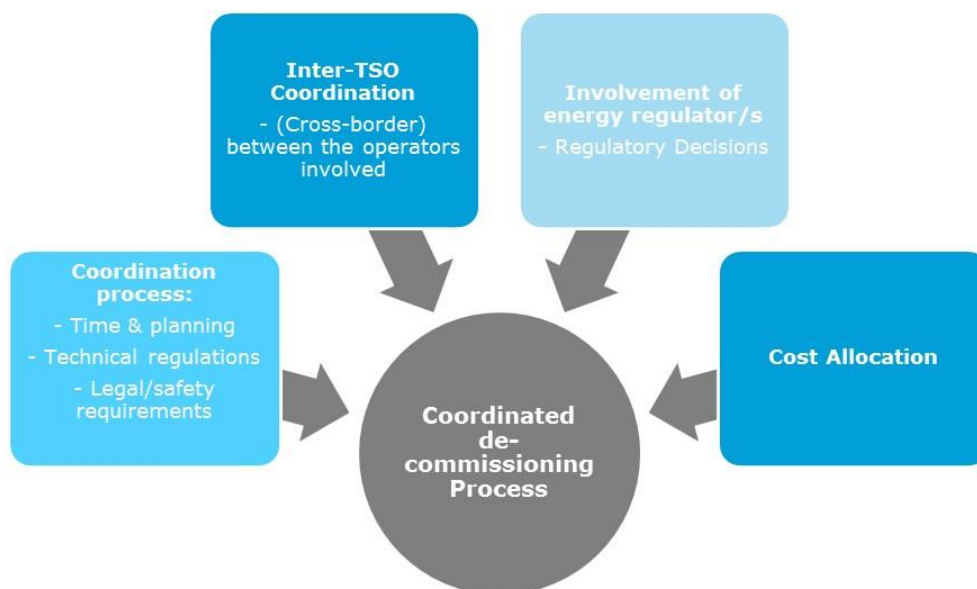 Inter-TSO
Coordination
- (Cross-border)
between the operators
involved
Involvement of
energy regulator/s
- Regulatory Decisions
Coordination
process:
- Time & planning
- Technical regulations
- Legal/safety
requirements
Cost Allocation
Coordinated
de-
commissioning
Process